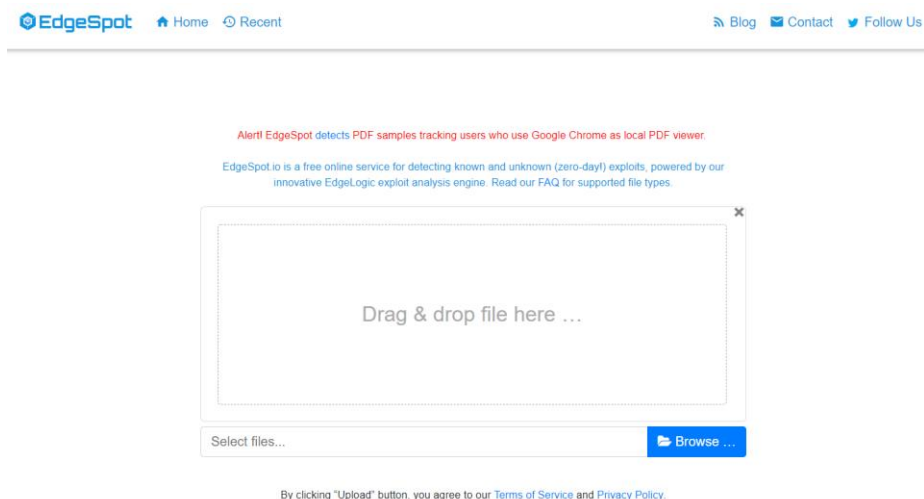 EdgeSpot Home Recent Blog Contact Follow Us
Alert! EdgeSpot detects PDF samples tracking users who use Google Chrome as local PDF viewer.
EdgeSpot.io is a free online service for detecting known and unknown (zero-day!) exploits, powered by our
innovative EdgeLogic exploit analysis engine. Read our FAQ for supported file types.
Drag & drop file here …
Select files... Browse …
By clicking "Upload" button, you agree to our Terms of Service and Privacy Policy.